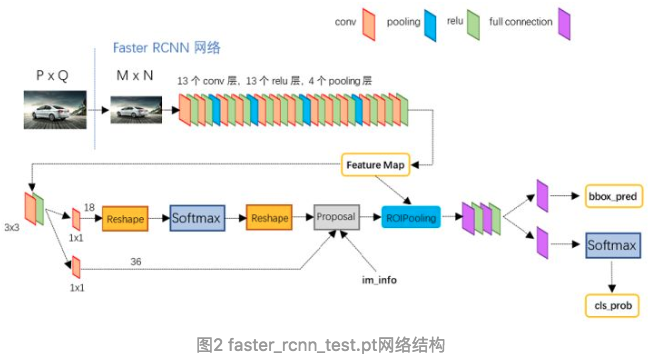 conv pooling relu full connection
Faster RCNN 网络
P x Q
M x N
13 个 conv 层，13 个 relu 层，4 个 pooling 层
Feature Map
3x3
18
1x1
Reshape
Softmax
Reshape
Proposal
ROIPooling
bbox_pred
Softmax
36
1x1
im_info
cls_prob
图2 faster_rcnn_test.pt网络结构